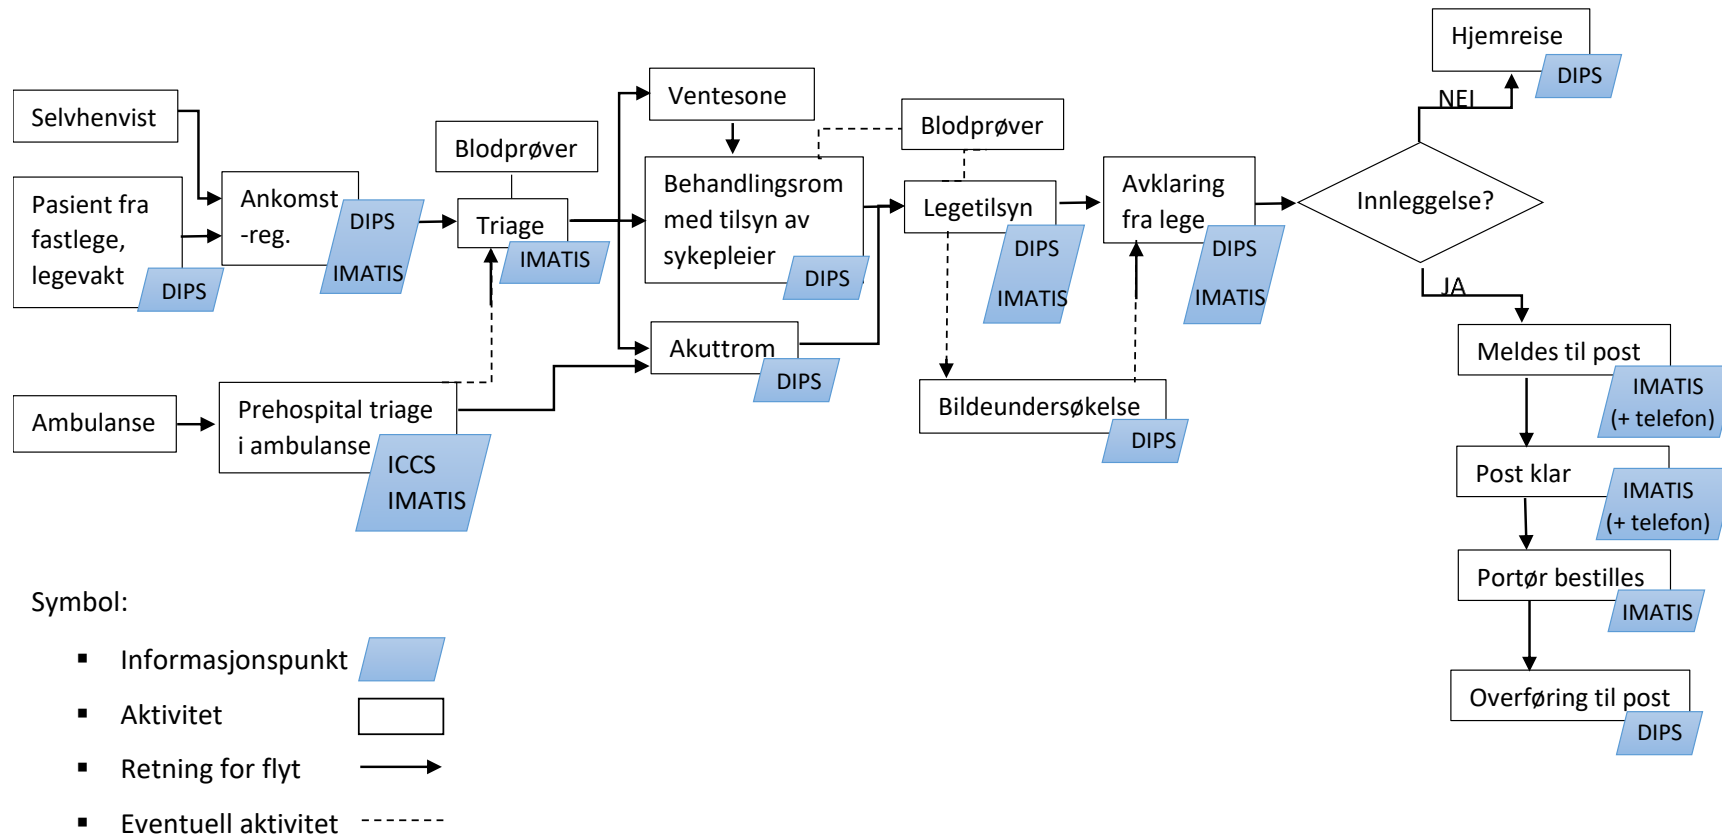 Selvhenvist
Pasient fra
fastlege,
legevakt
DIPS
Ankomst
-reg.
DIPS
IMATIS
Blodprøver
Triage
IMATIS
Ambulanse
Prehospital triage
i ambulanse
ICCS
IMATIS
Ventesone
Behandlingsrom
med tilsyn av
sykepleier
DIPS
Akuttrom
DIPS
Blodprøver
Legetilsyn
DIPS
IMATIS
Bildeundersøkelse
DIPS
Avklaring
fra lege
DIPS
IMATIS
Innleggelse?
NEI
Hjemreise
DIPS
JA
Meldes til post
IMATIS
(+ telefon)
Post klar
IMATIS
(+ telefon)
Portør bestilles
IMATIS
Overføring til post
DIPS
Symbol:
▪ Informasjonspunkt
▪ Aktivitet
▪ Retning for flyt
▪ Eventuell aktivitet